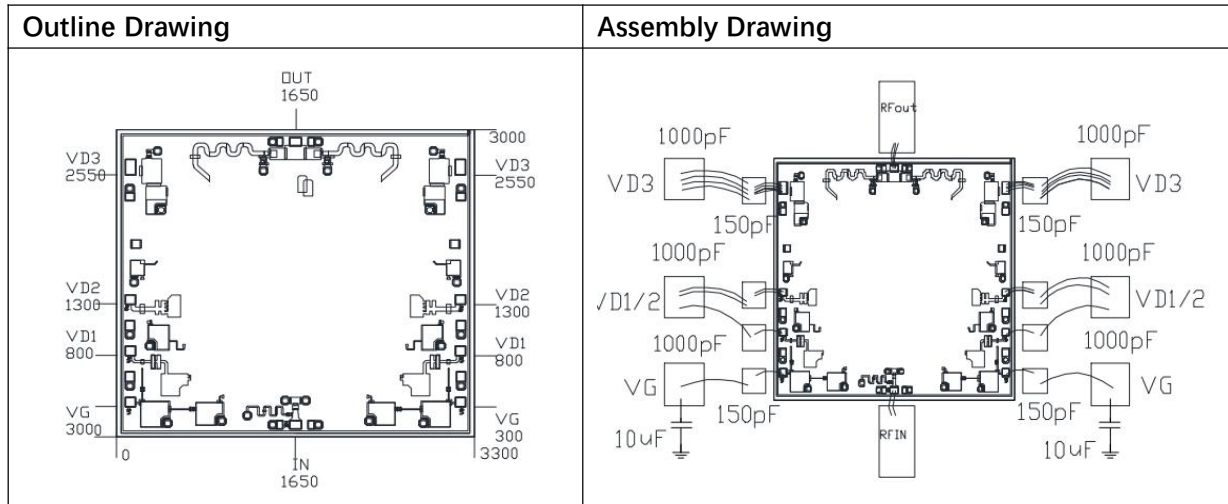 Outline Drawing
Assembly Drawing
OUT
1650
3000
VD3
2550
VD3
2550
VD2
1300
VD2
1300
VD1
800
VD1
800
VG
3000
VG
300
0
3300
IN
1650
RFout
1000pF
1000pF
VD3
VD3
150pF
150pF
1000pF
1000pF
VD1/2
VD1/2
1000pF
1000pF
VG
VG
150pF
150pF
10uF
10uF
RFIN